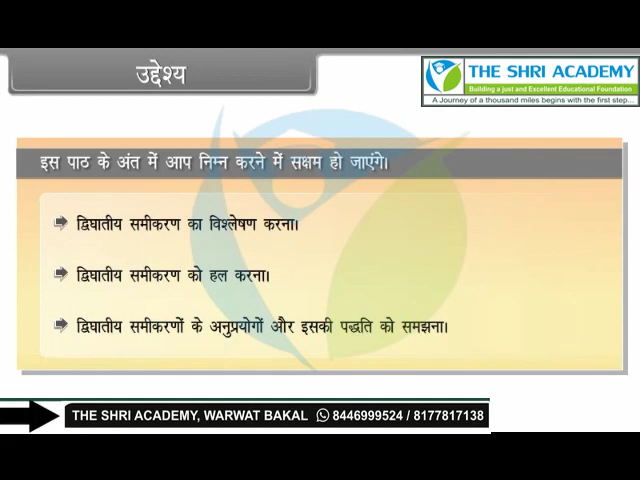 उद्देश्य
THE SHRI ACADEMY
Building a just and Excellent Educational Foundation
A Journey of a thousand miles begins with the first step...
इस पाठ के अंत में आप निम्न करने में सक्षम हो जाएंगे।
द्विघातीय समीकरण का विश्लेषण करना।
द्विघातीय समीकरण को हल करना।
द्विघातीय समीकरणों के अनुप्रयोगों और इसकी पद्धति को समझना।
THE SHRI ACADEMY, WARWAT BAKAL 8446999524 / 8177817138